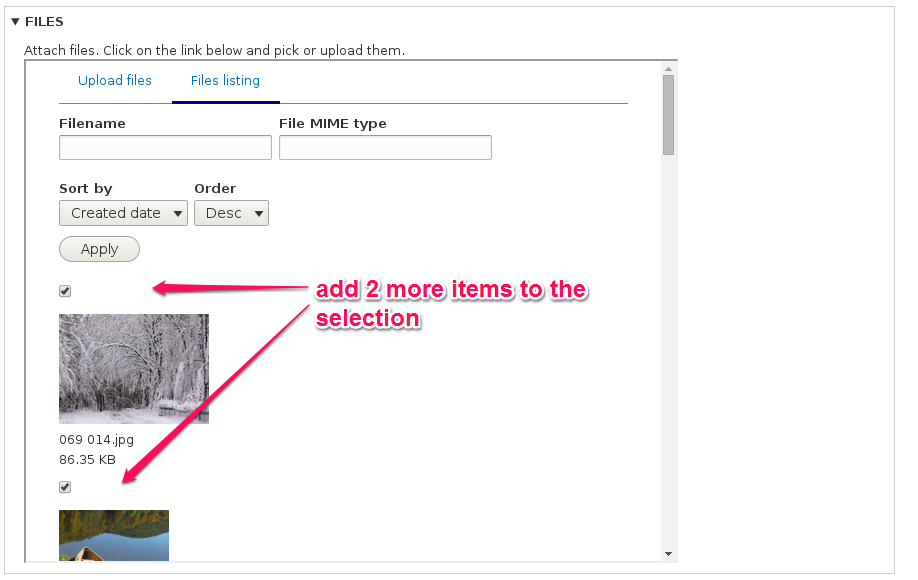 FILES
Attach files. Click on the link below and pick or upload them.
Upload files
Files listing
Filename
File MIME type
Sort by
Order
Created date
Desc
Apply
add 2 more items to the
selection
069 014.jpg
86.35 KB